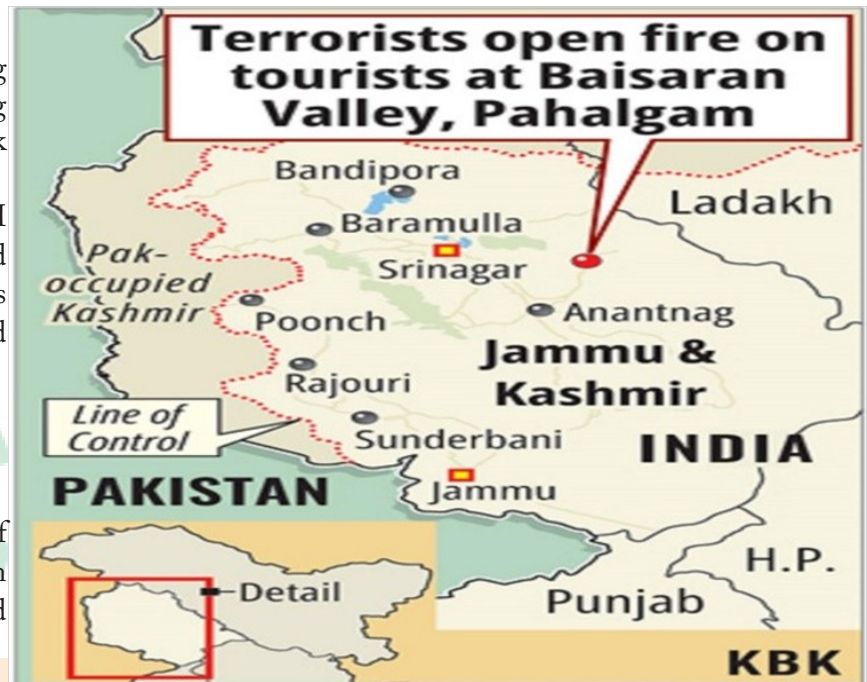 Terrorists open fire on
tourists at Baisaran
Valley, Pahalgam
Bandipora
Ladakh
Baramulla
Srinagar
Pak-
occupied
Kashmir
Poonch
Anantnag
Jammu &
Kashmir
Rajouri
Line of
Control
Sunderbani
INDIA
PAKISTAN
Jammu
H.P.
Detail
Punjab
KBK